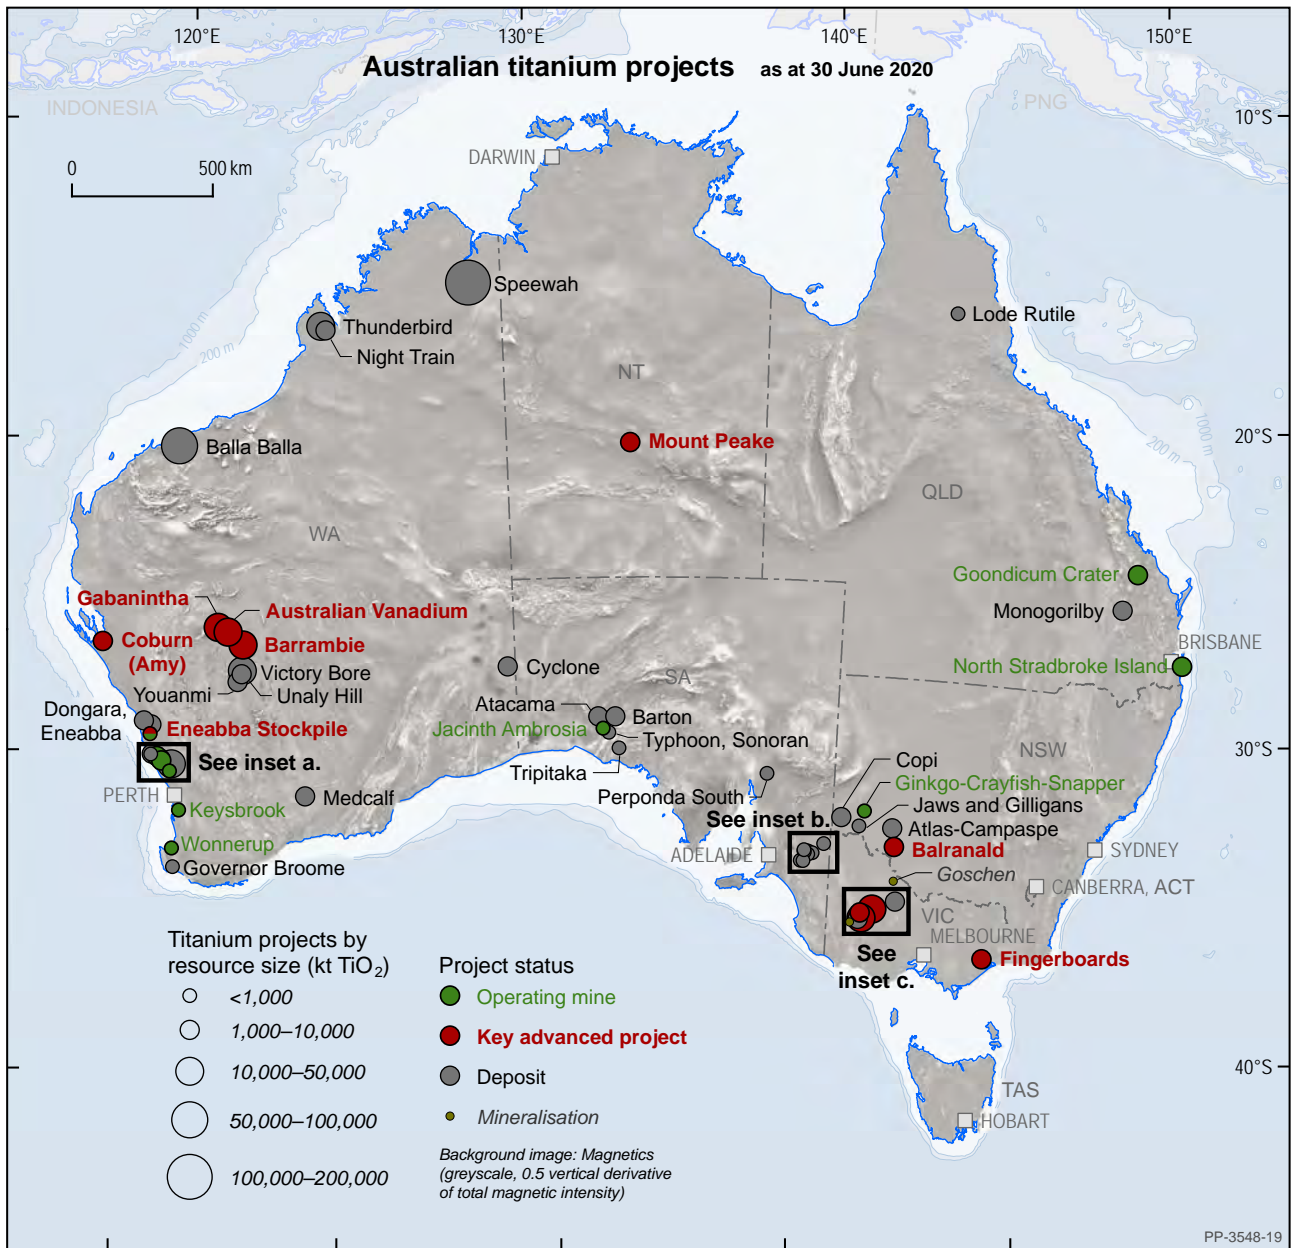 120°E
130°E
140°E
150°E
Australian titanium projects as at 30 June 2020
INDONESIA
PNG
10°S
DARWIN
0
500 km
Speewah
Lode Rutile
Thunderbird
Night Train
1000 m
200 m
NT
Balla Balla
Mount Peake
20°S
200 m
1000 m
QLD
WA
Goondicum Crater
Gabanintha
Australian Vanadium
Monogorilby
Coburn
(Amy)
Barrambie
BRISBANE
Victory Bore
Cyclone
North Stradbroke Island
SA
Youanmi
Unaly Hill
Atacama
Dongara,
Eneabba
Eneabba Stockpile
Jacinth Ambrosia
Barton
Typhoon, Sonoran
NSW
30°S
See inset a.
Tripitaka
Copi
Ginkgo-Crayfish-Snapper
PERTH
Medcalf
Perponda South
Jaws and Gilligans
Keysbrook
See inset b.
Atlas-Campaspe
Wonnerup
ADELAIDE
Balranald
SYDNEY
Governor Broome
Goschen
CANBERRA, ACT
VIC
MELBOURNE
See
inset c.
Fingerboards
Titanium projects by
resource size (kt TiO₂)
<1,000
1,000–10,000
10,000–50,000
50,000–100,000
100,000–200,000
Project status
Operating mine
Key advanced project
Deposit
Mineralisation
Background image: Magnetics
(greyscale, 0.5 vertical derivative
of total magnetic intensity)
40°S
TAS
HOBART
PP-3548-19